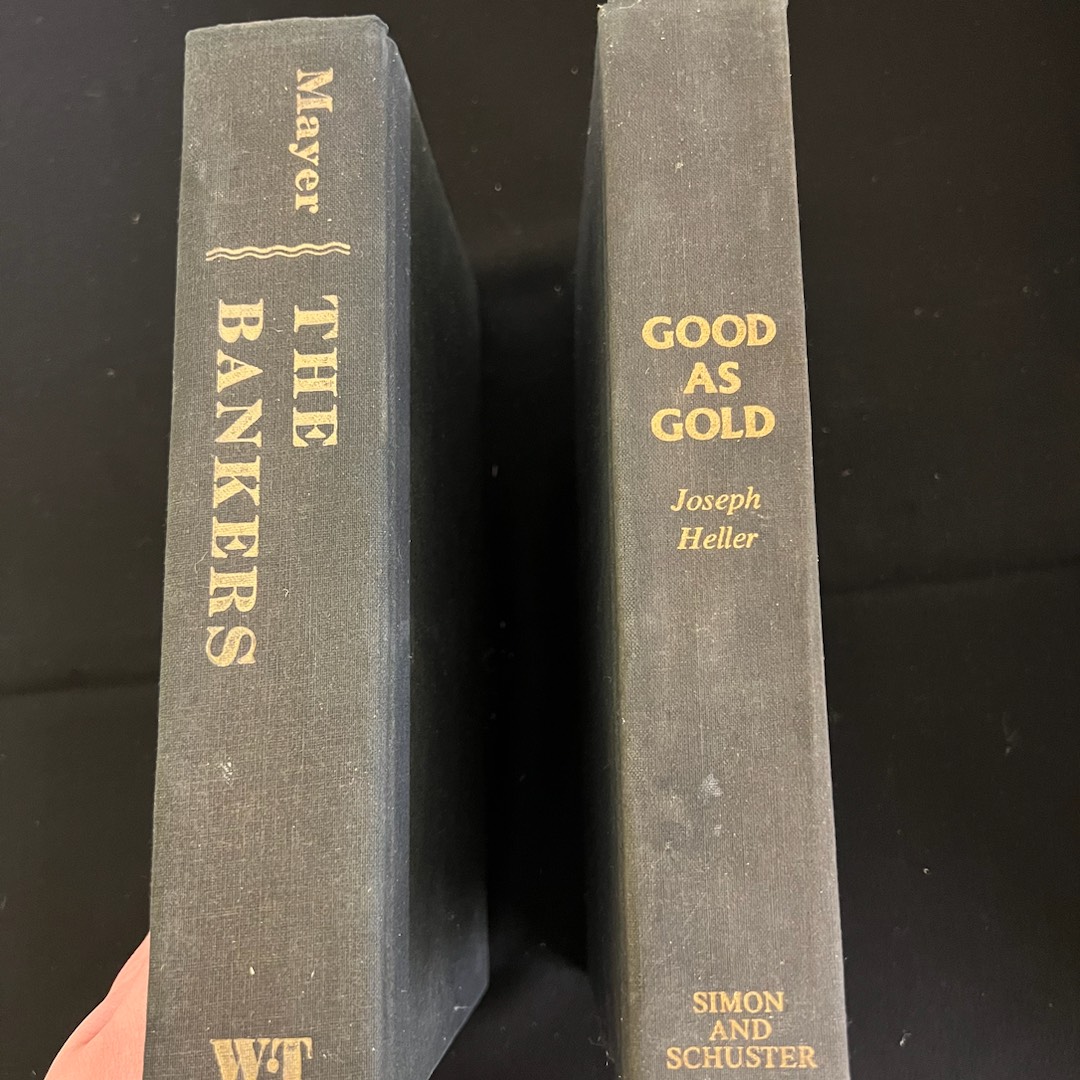 Mayer
THE
BANKERS
W·T
GOOD
AS
GOLD
Joseph
Heller
SIMON
AND
SCHUSTER